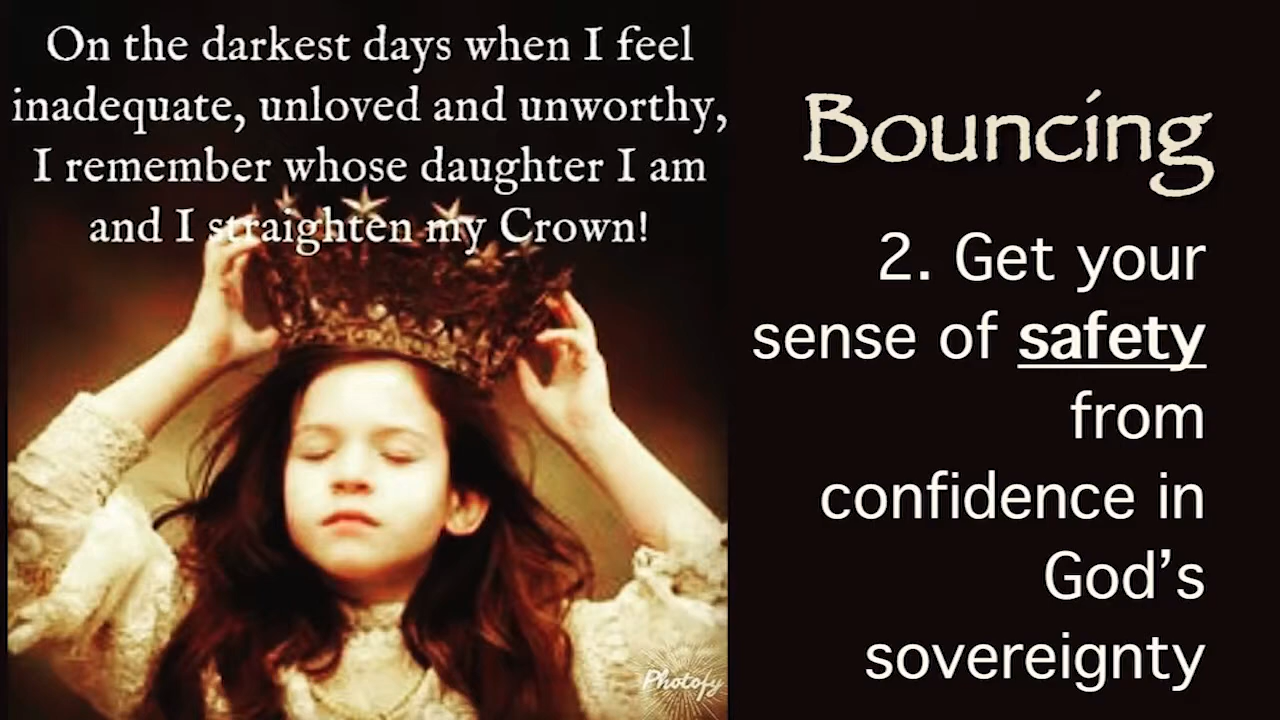 On the darkest days when I feel
inadequate, unloved and unworthy,
I remember whose daughter I am
and I straighten my Crown!
Photofy
Bouncing
2. Get your
sense of safety
from
confidence in
God’s
sovereignty